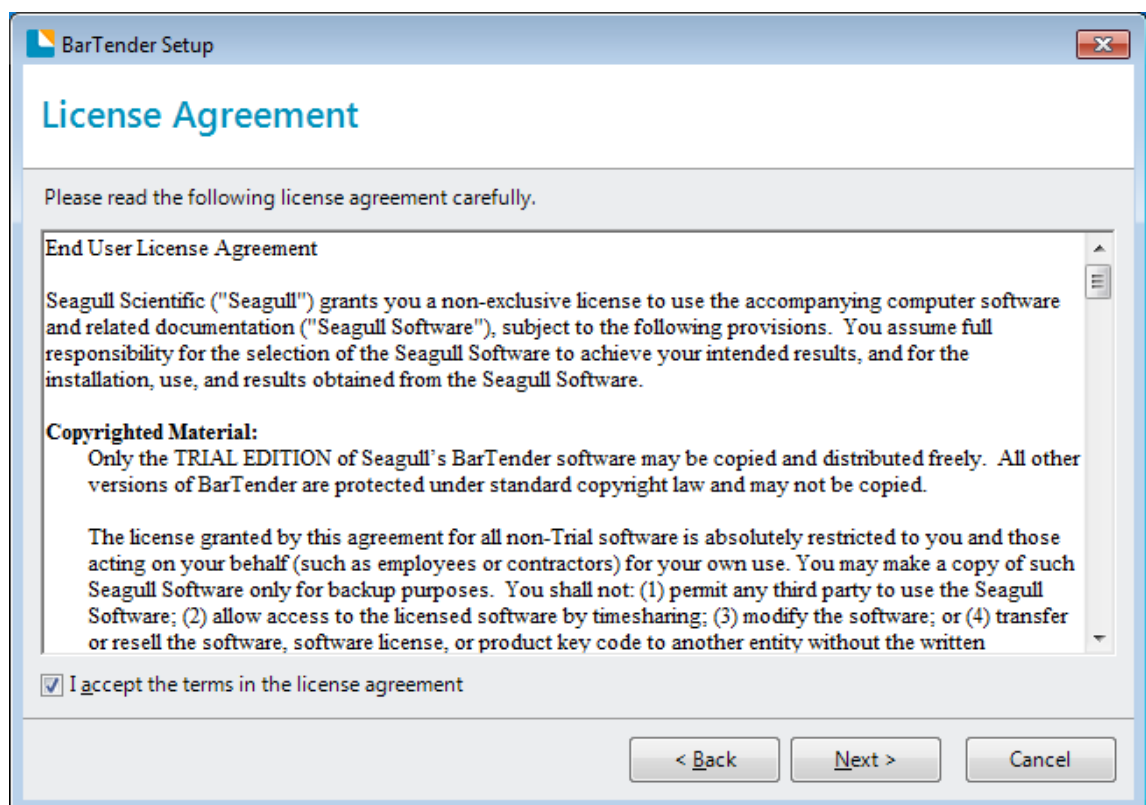 BarTender Setup
License Agreement
Please read the following license agreement carefully.
End User License Agreement
Seagull Scientific ("Seagull") grants you a non-exclusive license to use the accompanying computer software
and related documentation ("Seagull Software"), subject to the following provisions.  You assume full
responsibility for the selection of the Seagull Software to achieve your intended results, and for the
installation, use, and results obtained from the Seagull Software.
Copyrighted Material:
Only the TRIAL EDITION of Seagull's BarTender software may be copied and distributed freely.  All other
versions of BarTender are protected under standard copyright law and may not be copied.
The license granted by this agreement for all non-Trial software is absolutely restricted to you and those
acting on your behalf (such as employees or contractors) for your own use. You may make a copy of such
Seagull Software only for backup purposes.  You shall not: (1) permit any third party to use the Seagull
Software; (2) allow access to the licensed software by timesharing; (3) modify the software; or (4) transfer
or resell the software, software license, or product key code to another entity without the written
I accept the terms in the license agreement
< Back
Next >
Cancel